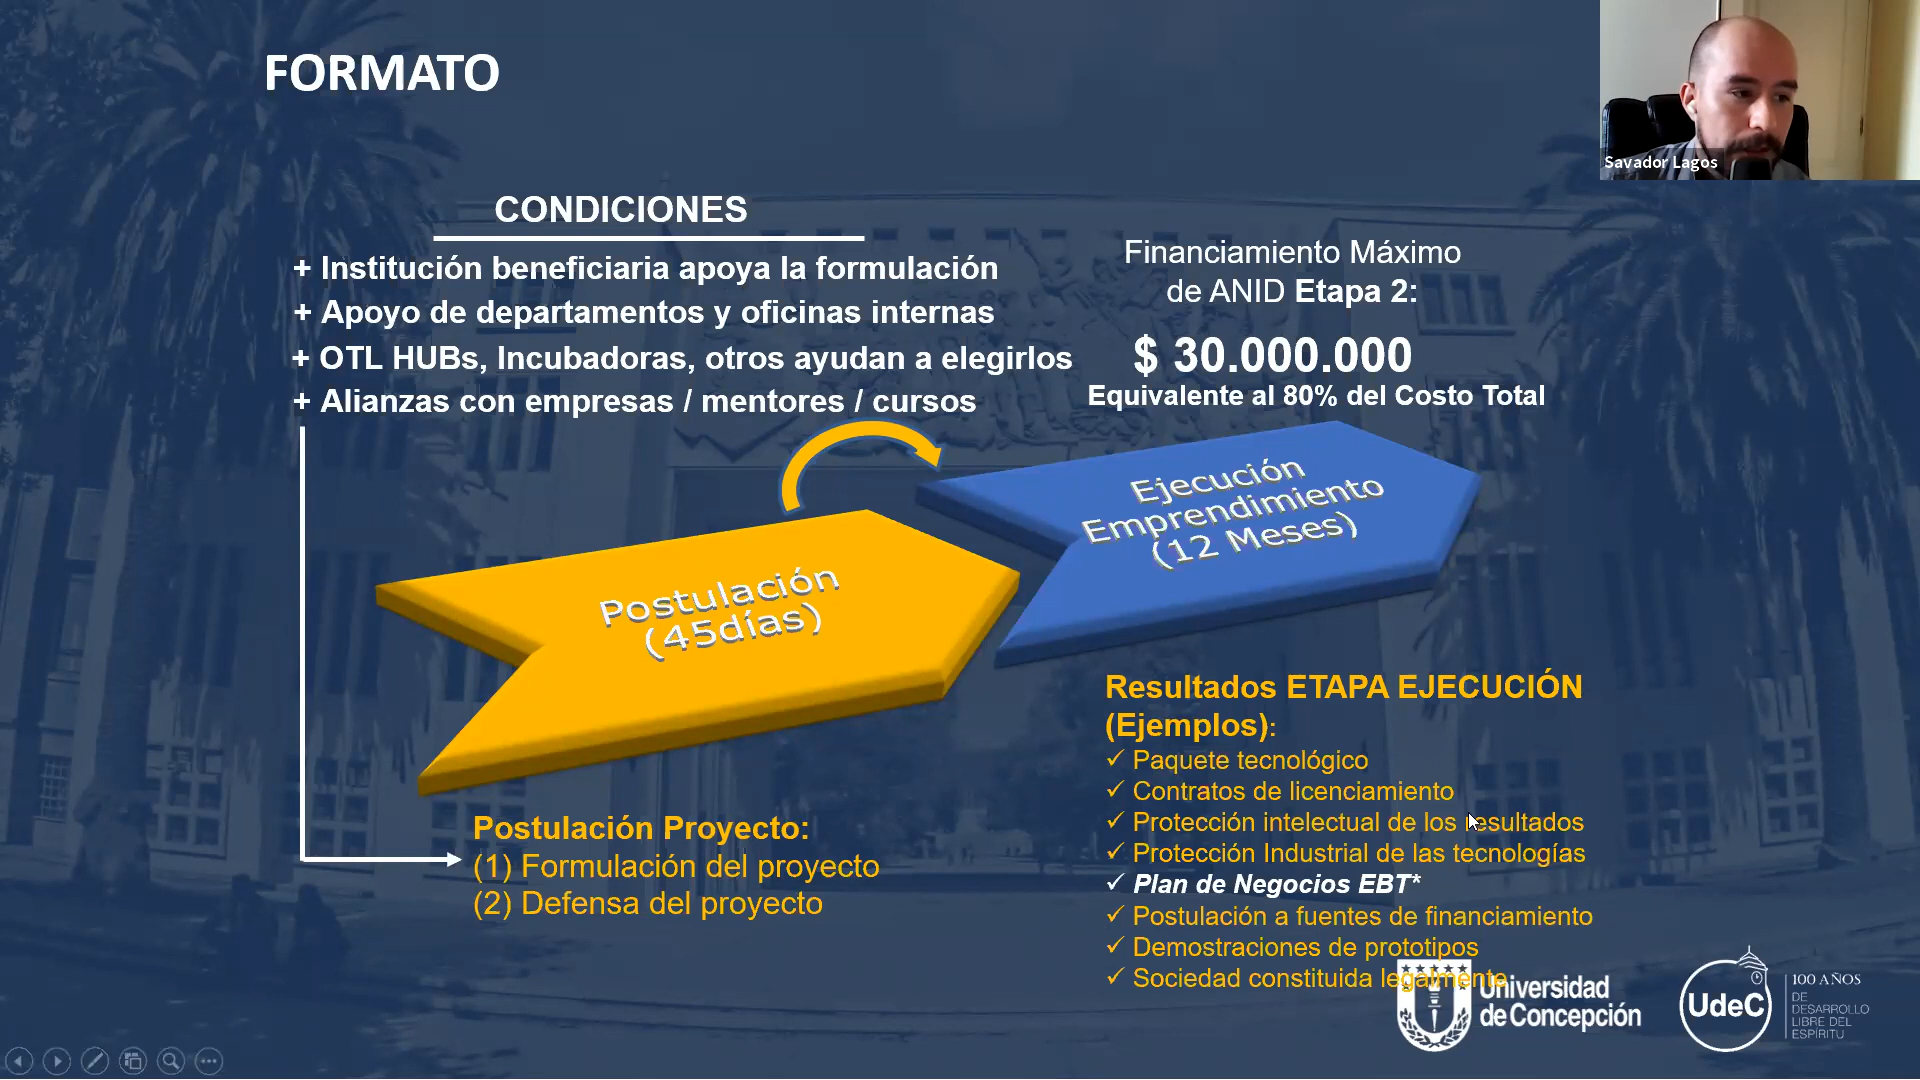 FORMATO
Savador Lagos
CONDICIONES
+ Institución beneficiaria apoya la formulación
+ Apoyo de departamentos y oficinas internas
+ OTL HUBs, Incubadoras, otros ayudan a elegirlos
+ Alianzas con empresas / mentores / cursos
Financiamiento Máximo
de ANID Etapa 2:
$ 30.000.000
Equivalente al 80% del Costo Total
Postulación
(45días)
Ejecución
Emprendimiento
(12 Meses)
Postulación Proyecto:
(1) Formulación del proyecto
(2) Defensa del proyecto
Resultados ETAPA EJECUCIÓN
(Ejemplos):
✓ Paquete tecnológico
✓ Contratos de licenciamiento
✓ Protección intelectual de los resultados
✓ Protección Industrial de las tecnologías
✓ Plan de Negocios EBT*
✓ Postulación a fuentes de financiamiento
✓ Demostraciones de prototipos
✓ Sociedad constituida legalmente
Universidad
de Concepción
UdeC
100 AÑOS
DE
DESARROLLO
LIBRE DEL
ESPÍRITU